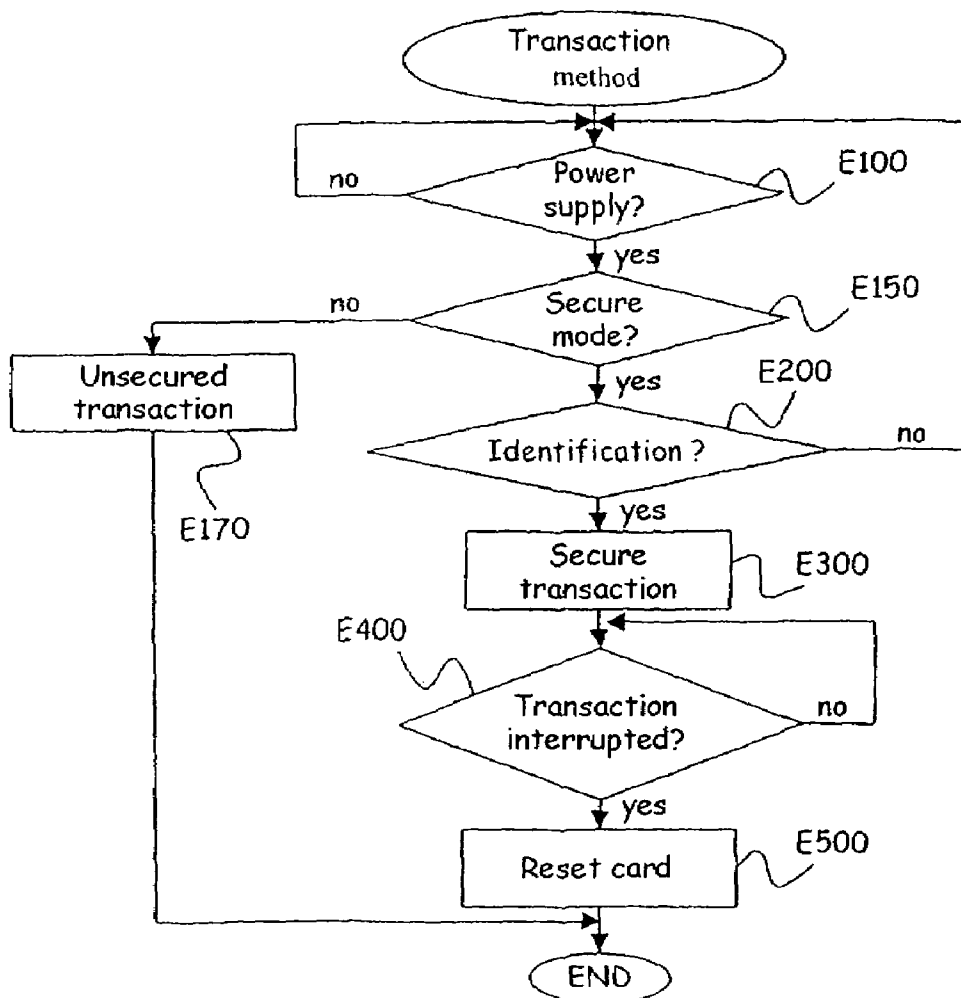 Transaction
method
no
Power
supply?
E100
yes
no
Secure
mode?
E150
Unsecured
transaction
yes
E200
Identification ?
no
E170
yes
Secure
transaction
E300
E400
Transaction
interrupted?
no
yes
Reset card
E500
END